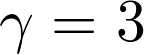 γ = 3